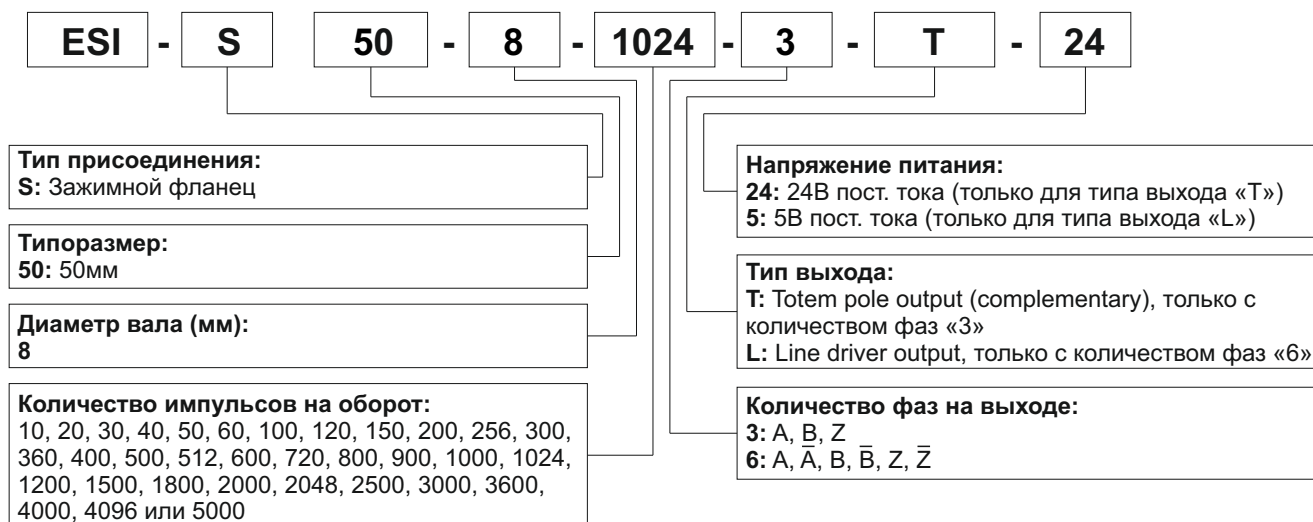 ESI - S 50 - 8 - 1024 - 3 - T - 24
Тип присоединения:
S: Зажимной фланец
Типоразмер:
50: 50мм
Диаметр вала (мм):
8
Количество импульсов на оборот:
10, 20, 30, 40, 50, 60, 100, 120, 150, 200, 256, 300,
360, 400, 500, 512, 600, 720, 800, 900, 1000, 1024,
1200, 1500, 1800, 2000, 2048, 2500, 3000, 3600,
4000, 4096 или 5000
Напряжение питания:
24: 24В пост. тока (только для типа выхода «T»)
5: 5В пост. тока (только для типа выхода «L»)
Тип выхода:
T: Totem pole output (complementary), только с
количеством фаз «3»
L: Line driver output, только с количеством фаз «6»
Количество фаз на выходе:
3: A, B, Z
6: A, A̅, B, B̅, Z, Z̅